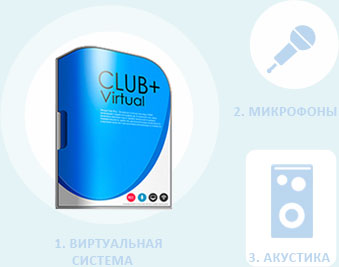 CLUB+
Virtual
2. МИКРОФОНЫ
1. ВИРТУАЛЬНАЯ
СИСТЕМА
3. АКУСТИКА